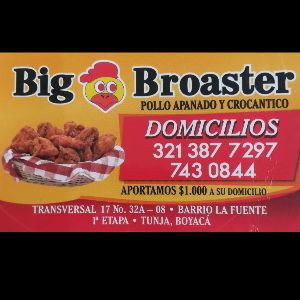 Big Broaster
POLLO APANADO Y CROCANTICO
DOMICILIOS
321 387 7297
743 0844
APORTAMOS $1.000 A SU DOMICILIO
TRANSVERSAL 17 No. 32A - 08 • BARRIO LA FUENTE
1ª ETAPA • TUNJA, BOYACÁ